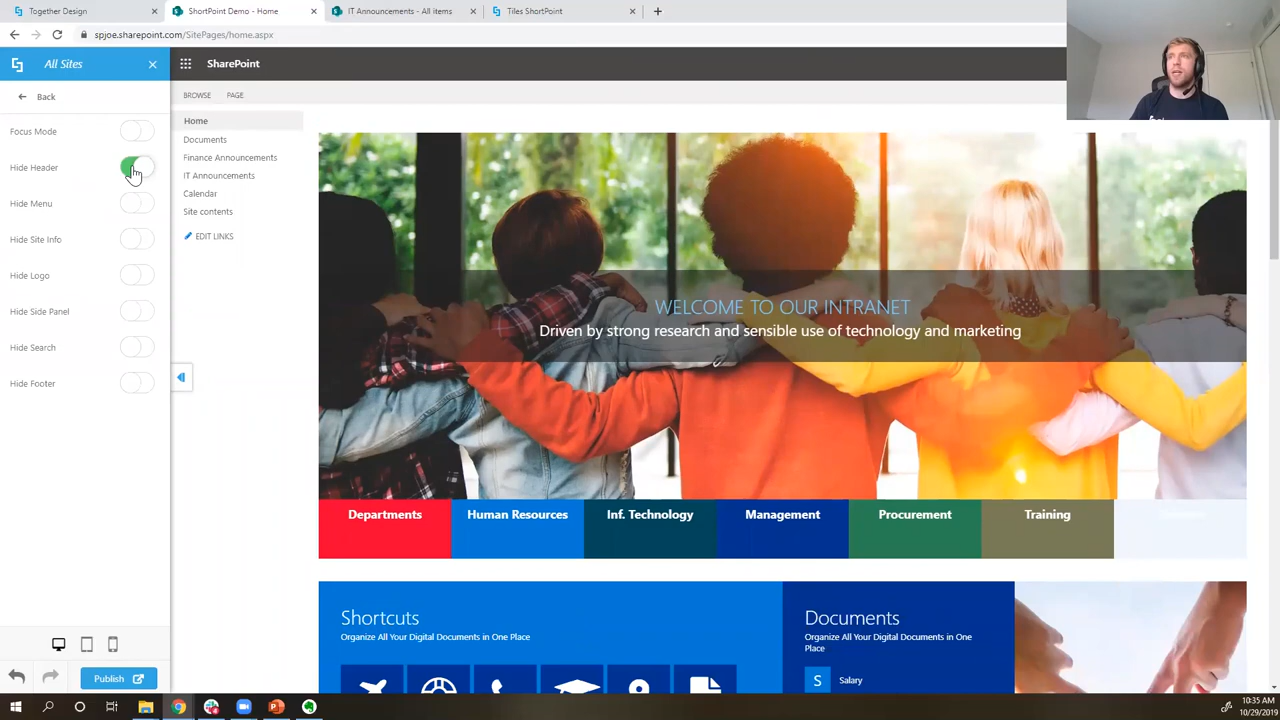 Together Design
ShortPoint Demo - Home
IT Announcements - All items
Tiles ShortPoint
spjoe.sharepoint.com/SitePages/home.aspx
All Sites
SharePoint
Back
BROWSE
PAGE
Focus Mode
Hide Header
Hide Menu
Hide Site Info
Hide Logo
Hide Side Panel
Hide Search
Hide Footer
Home
Documents
Finance Announcements
IT Announcements
Calendar
Site contents
EDIT LINKS
WELCOME TO OUR INTRANET
Driven by strong research and sensible use of technology and marketing
Departments
Human Resources
Inf. Technology
Management
Procurement
Training
Shortcuts
Organize All Your Digital Documents in One Place
Documents
Organize All Your Digital Documents in One
Place
S
Salary
Publish
10:35 AM
10/29/2019